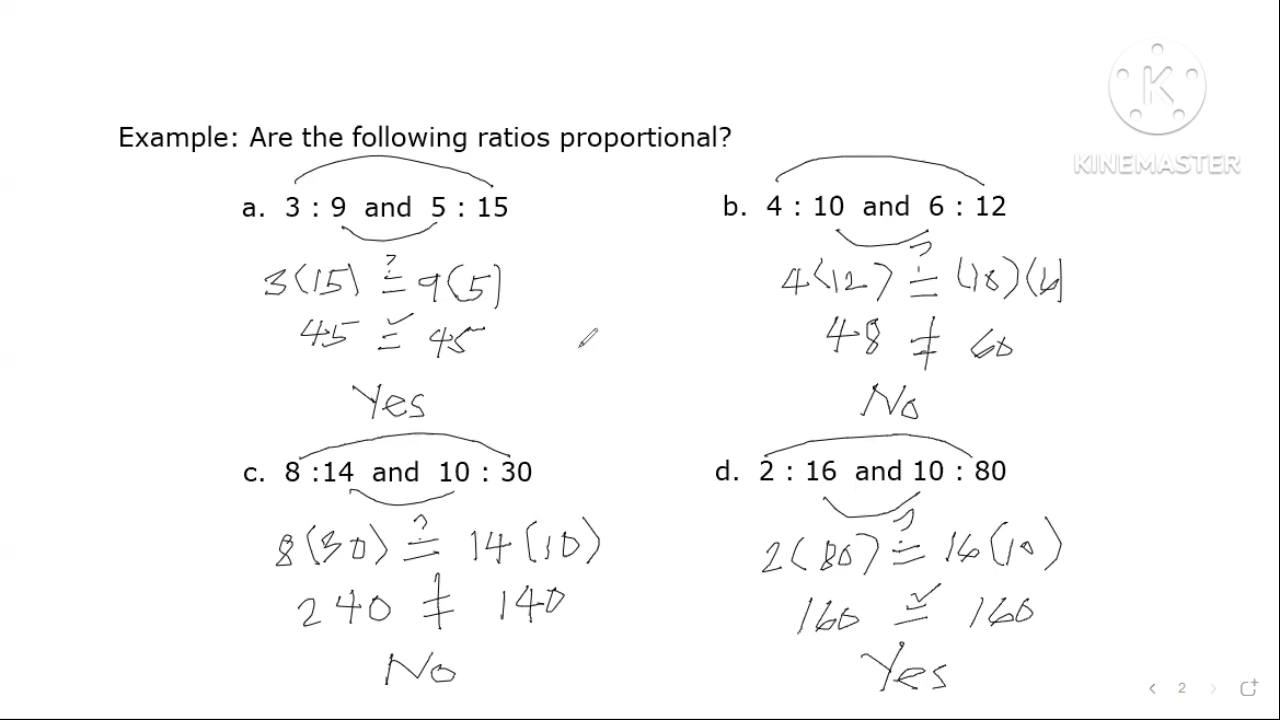 KINEMASTER
Example: Are the following ratios proportional?
a. 3 : 9 and 5 : 15
3(15) ≟ 9(5)
45 = 45
Yes
b. 4 : 10 and 6 : 12
4(12) ≟ (10)(6)
48 ≠ 60
No
c. 8 :14 and 10 : 30
8(30) ≟ 14(10)
240 ≠ 140
No
d. 2 : 16 and 10 : 80
2(80) ≟ 16(10)
160 = 160
Yes
2